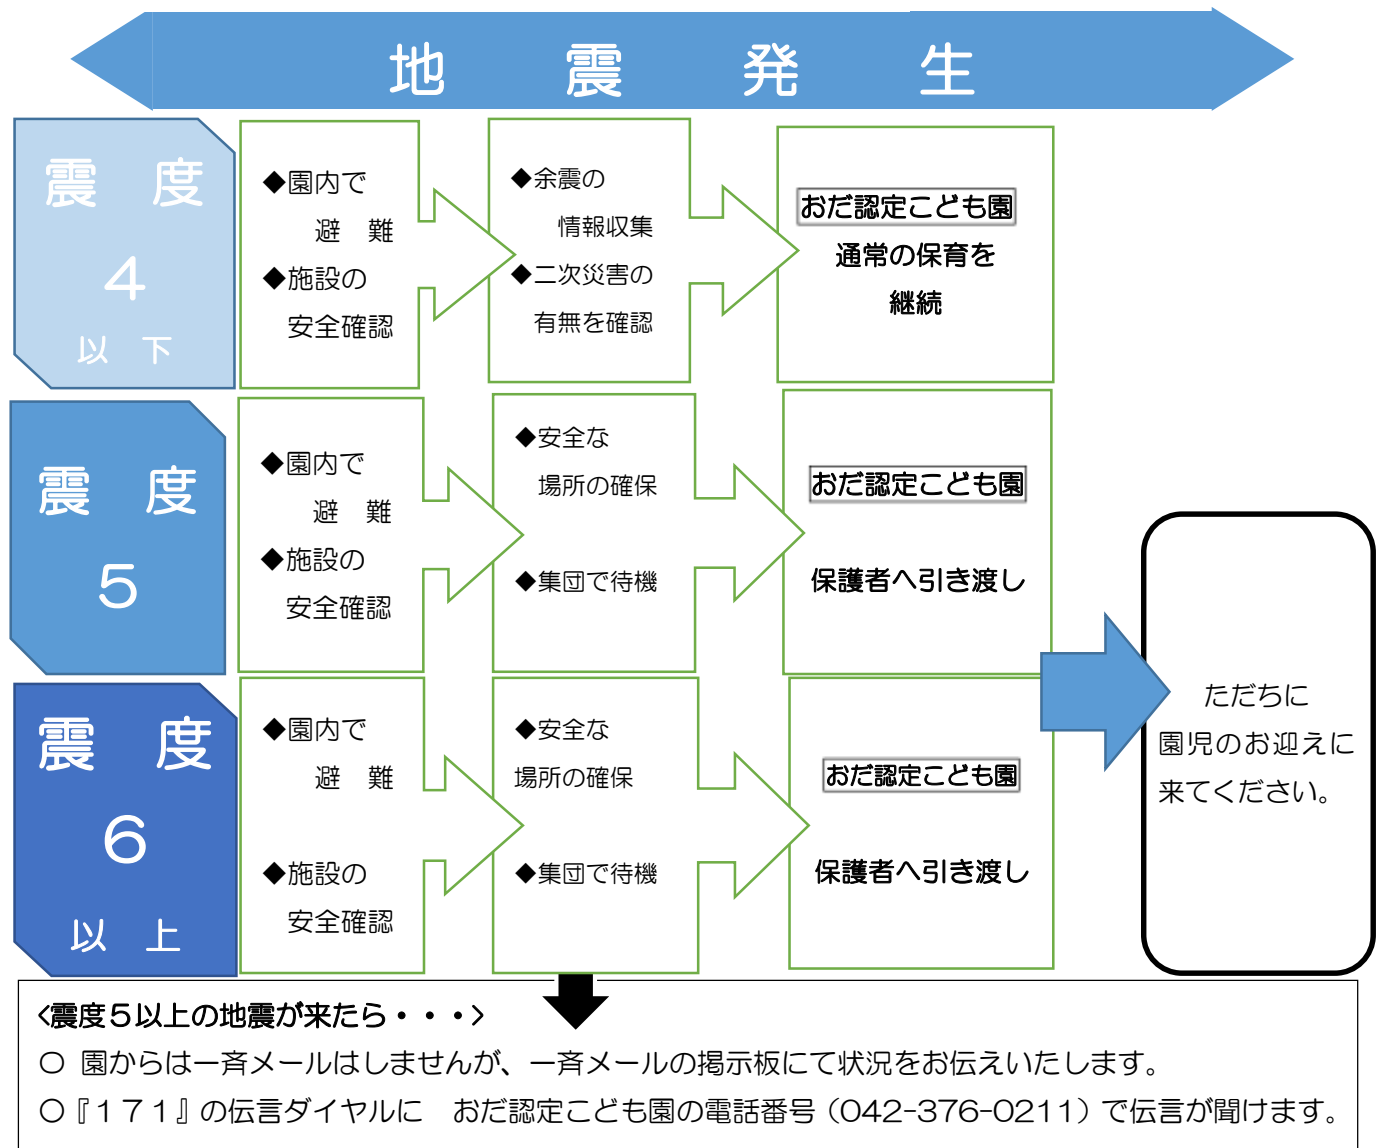 地　震　発　生
震　度
４
以　下
◆園内で
避　難
◆施設の
安全確認
◆余震の
情報収集
◆二次災害の
有無を確認
おだ認定こども園
通常の保育を
継続
震　度
５
◆園内で
避　難
◆施設の
安全確認
◆安全な
場所の確保
◆集団で待機
おだ認定こども園
保護者へ引き渡し
震　度
６
以　上
◆園内で
避　難
◆施設の
安全確認
◆安全な
場所の確保
◆集団で待機
おだ認定こども園
保護者へ引き渡し
ただちに
園児のお迎えに
来てください。
<震度５以上の地震が来たら・・・>
○ 園からは一斉メールはしませんが、一斉メールの掲示板にて状況をお伝えいたします。
○『１７１』の伝言ダイヤルに　おだ認定こども園の電話番号（042-376-0211）で伝言が聞けます。